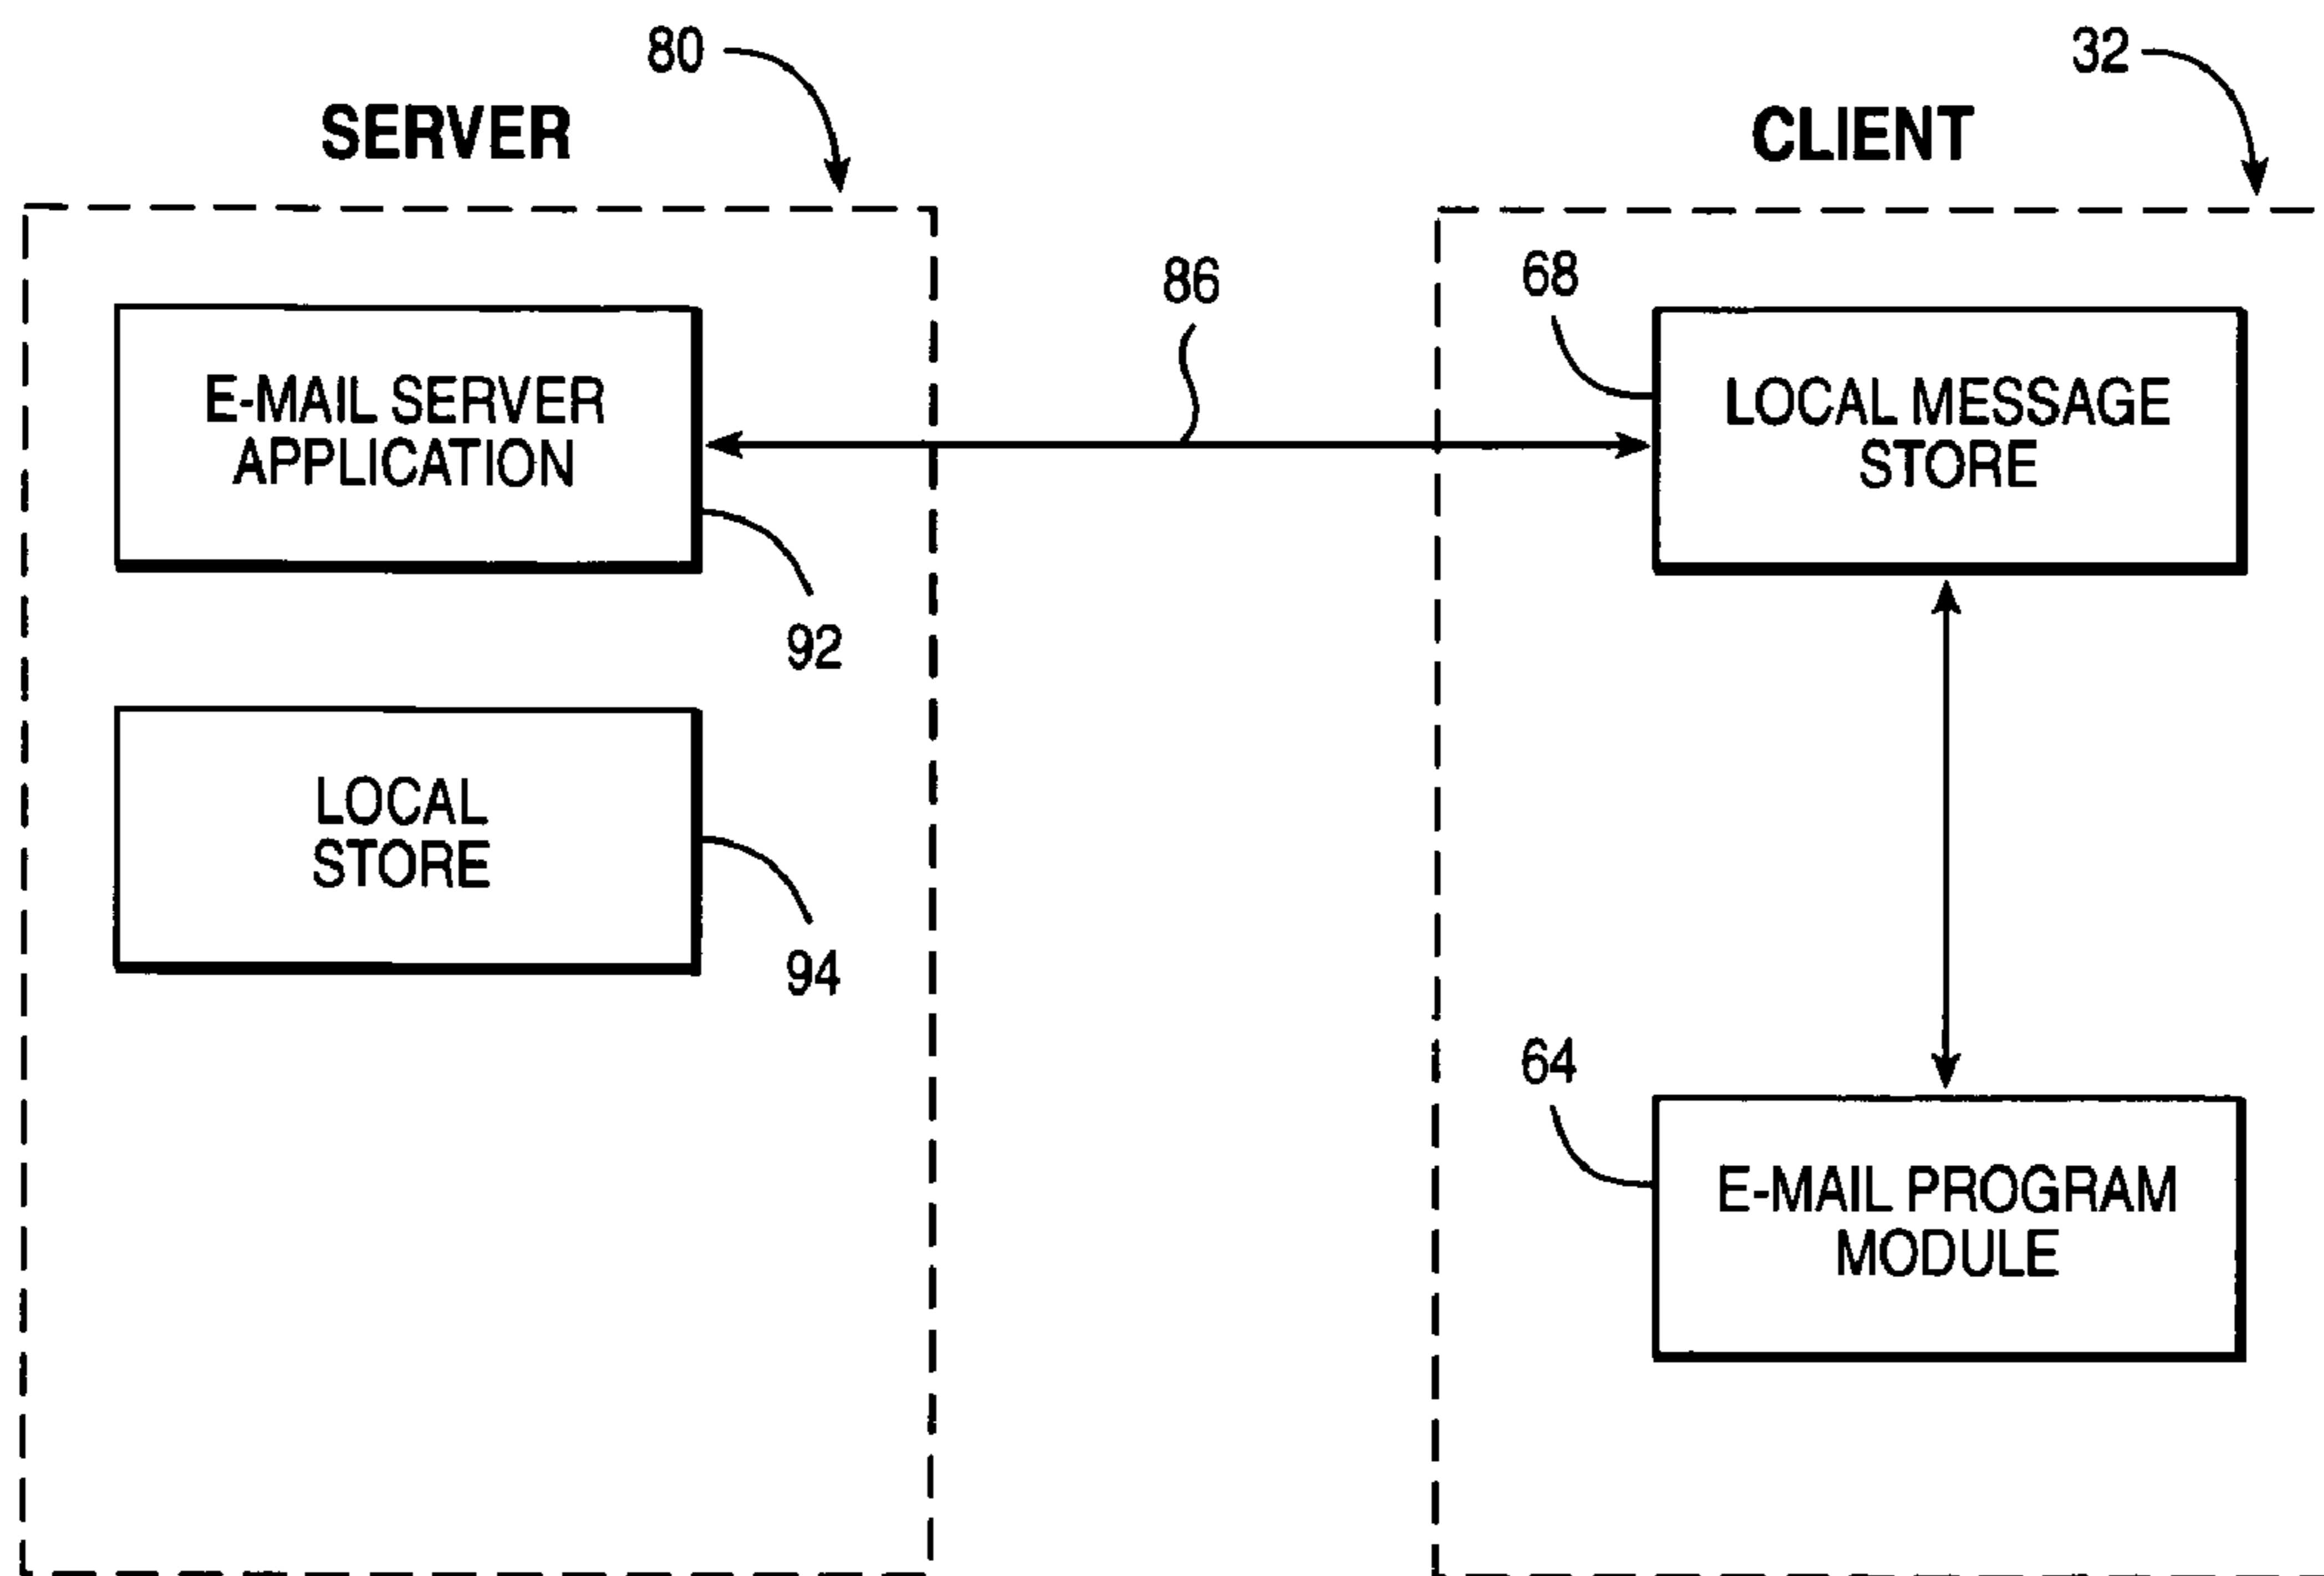 80
32
SERVER
CLIENT
86
68
E-MAIL SERVER
APPLICATION
LOCAL MESSAGE
STORE
92
LOCAL
STORE
94
64
E-MAIL PROGRAM
MODULE